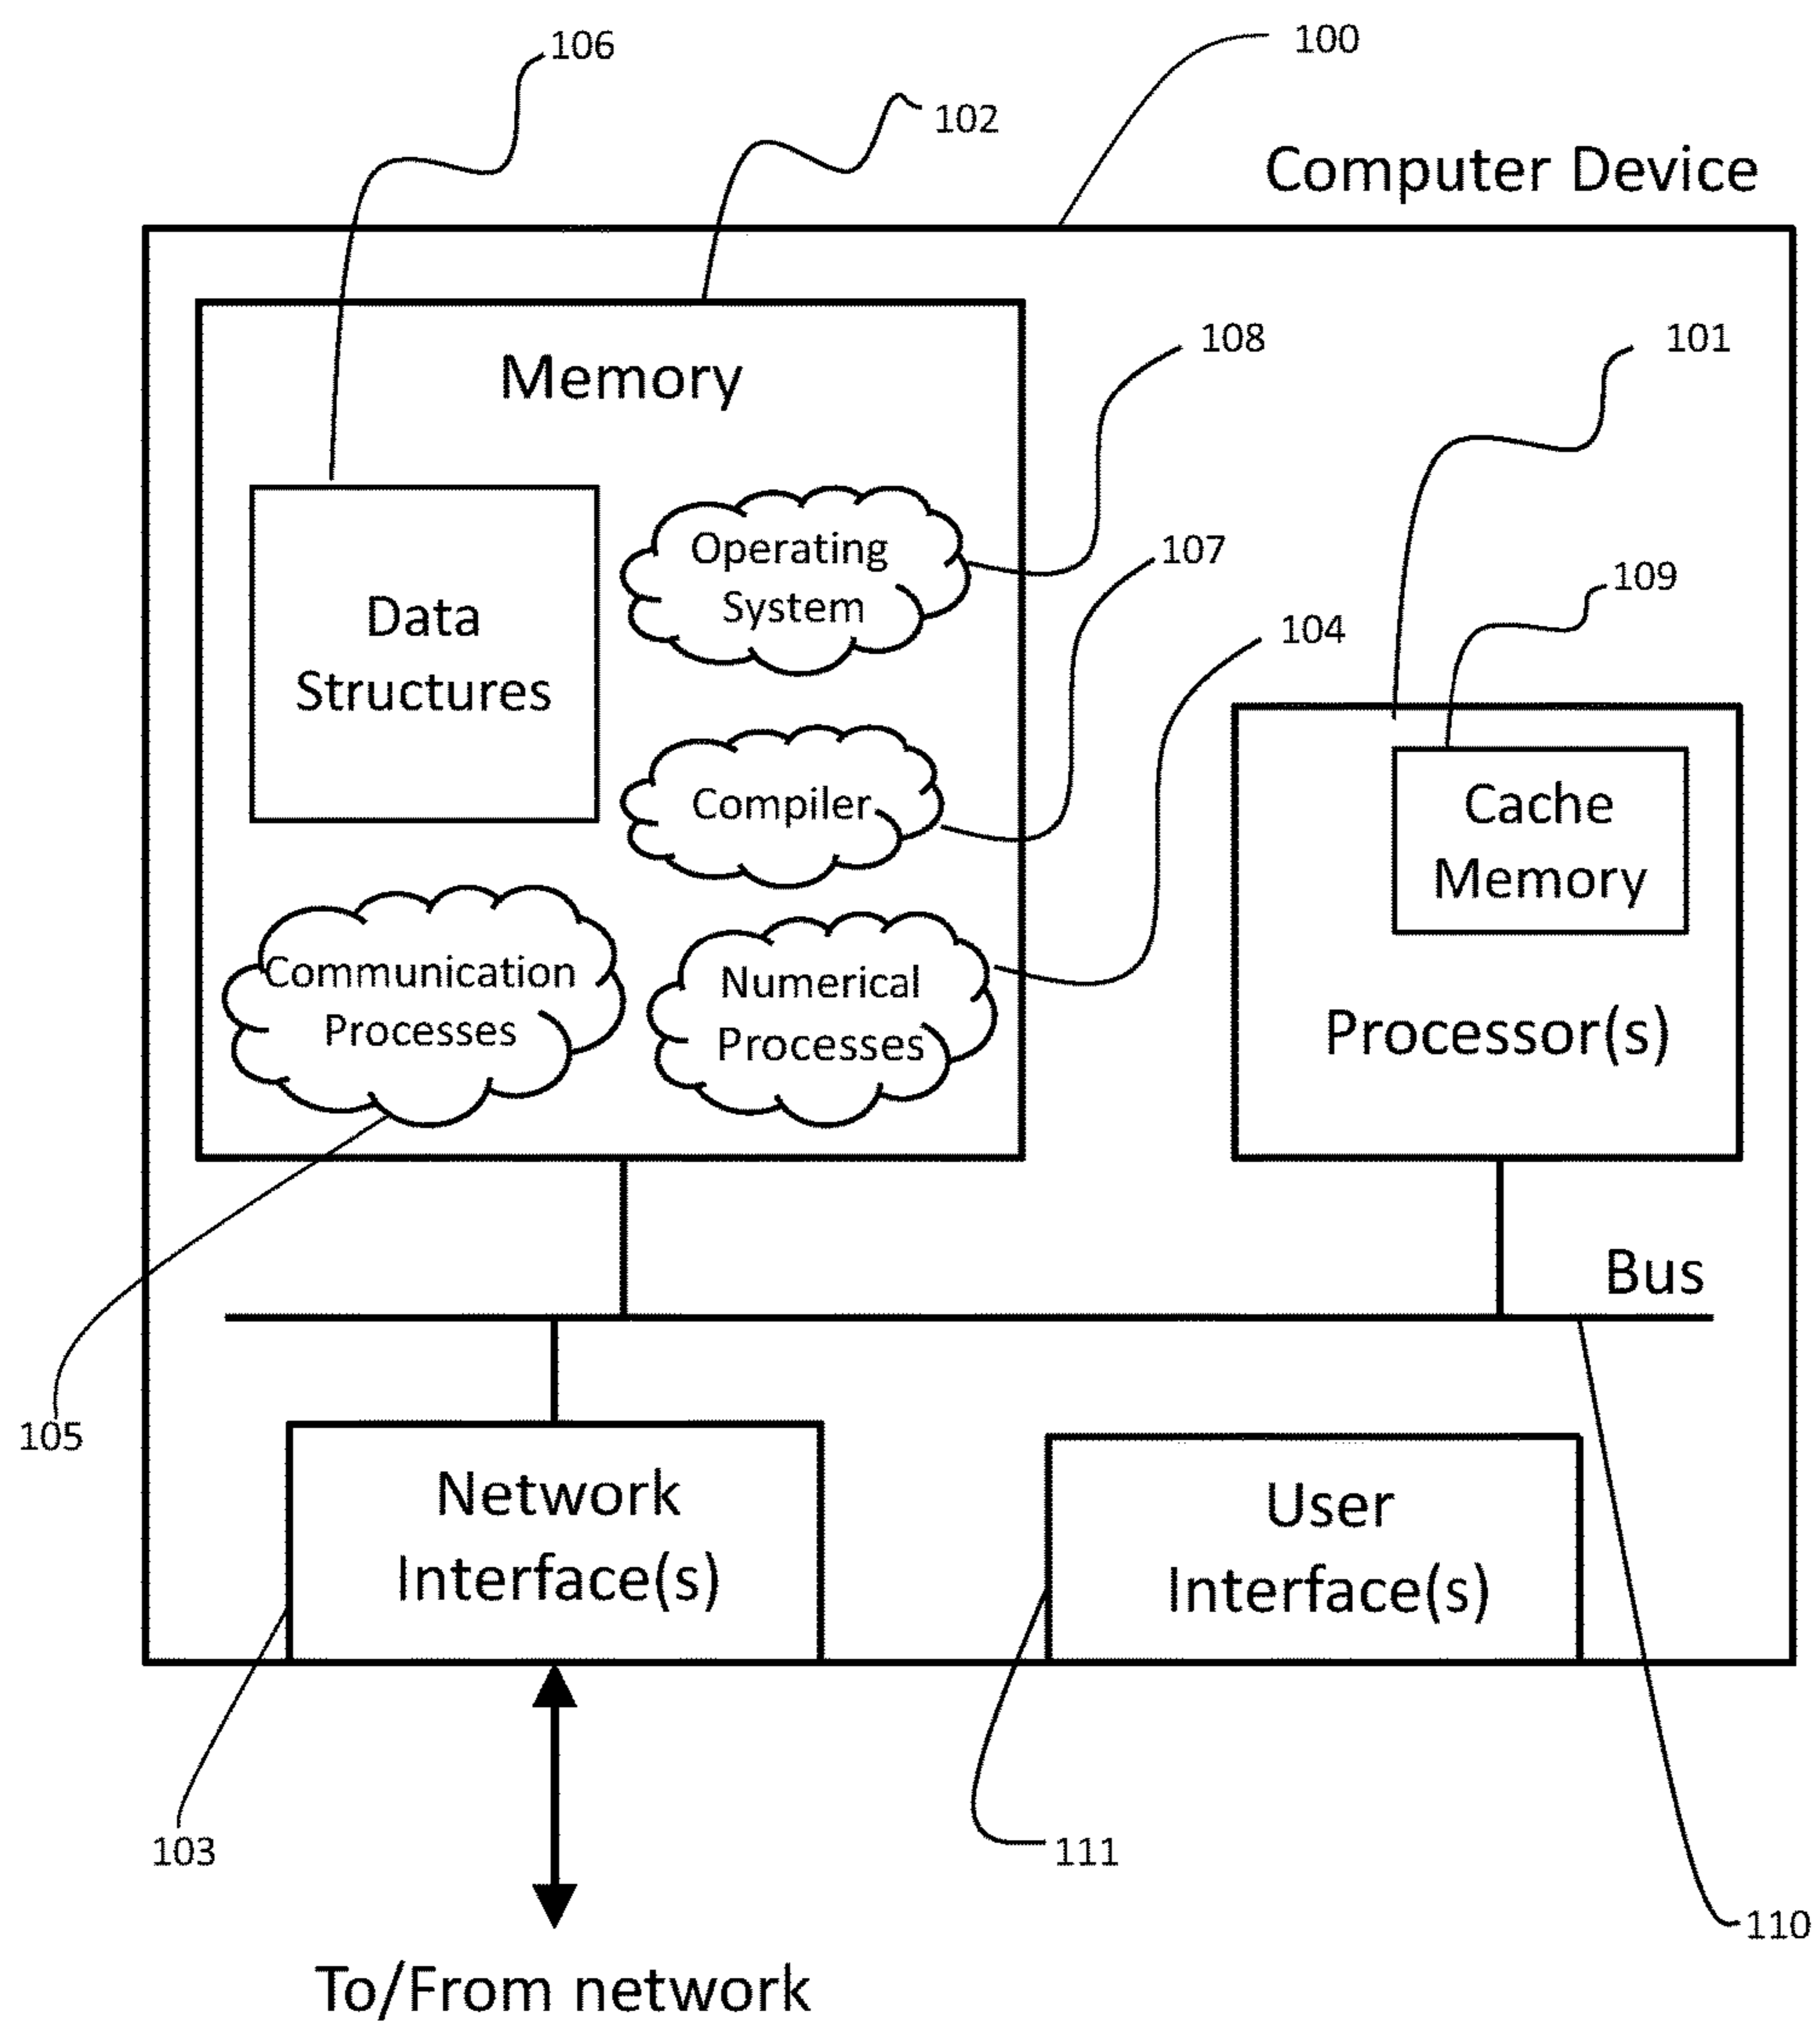 106
100
102
Computer Device
Memory
108
101
Operating
System
107
109
Data
Structures
104
Compiler
Cache
Memory
Communication
Processes
Numerical
Processes
Processor(s)
Bus
105
Network
Interface(s)
User
Interface(s)
103
111
110
To/From network